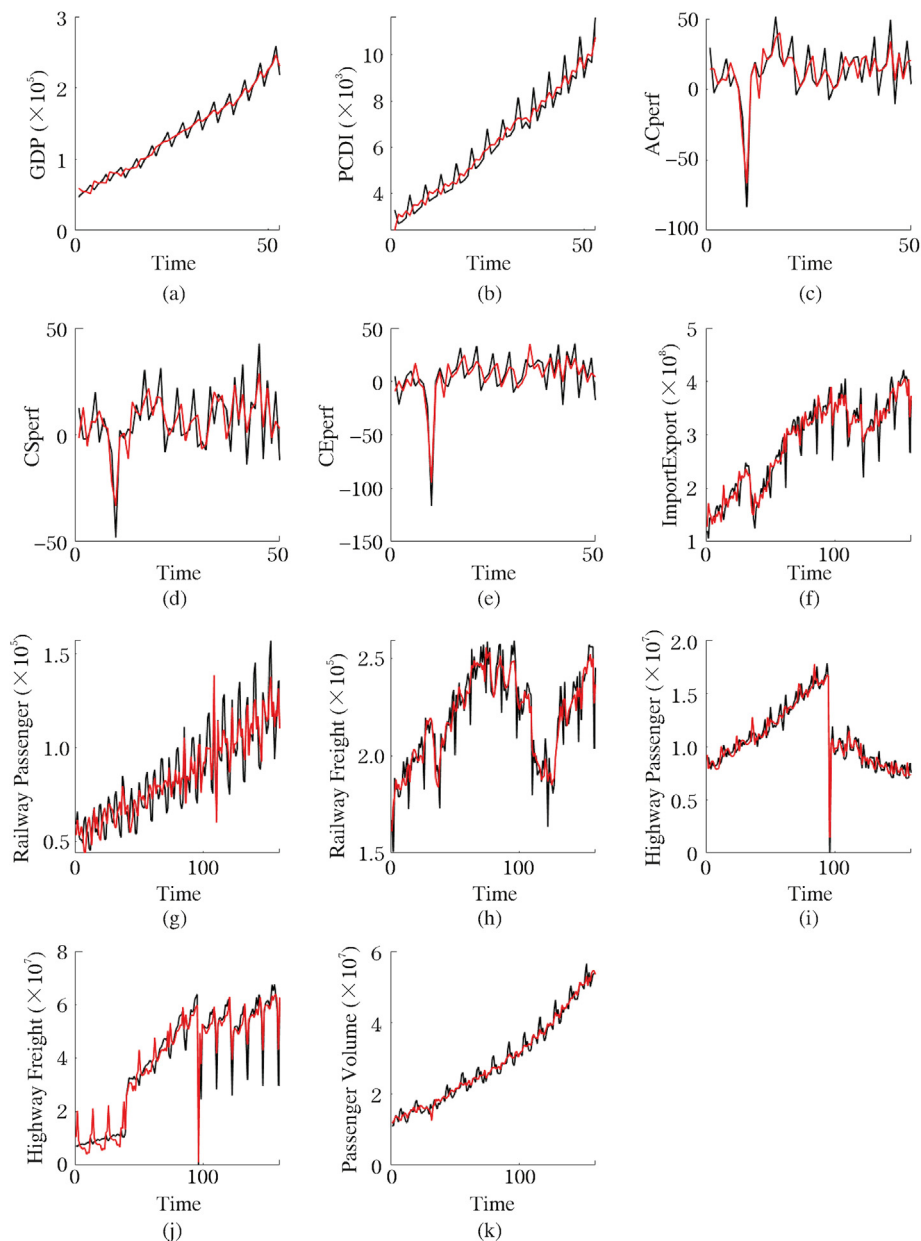 3
2
1
0
GDP (×10⁵)
0
50
Time
(a)
10
8
6
4
PCDI (×10³)
0
50
Time
(b)
50
0
−50
−100
ACperf
0
50
Time
(c)
50
0
−50
CSperf
0
50
Time
(d)
50
0
−50
−100
−150
CEperf
0
50
Time
(e)
5
4
3
2
1
ImportExport (×10⁸)
0
100
Time
(f)
1.5
1.0
0.5
Railway Passenger (×10⁵)
0
100
Time
(g)
2.5
2.0
1.5
Railway Freight (×10⁵)
0
100
Time
(h)
2.0
1.5
1.0
0.5
0
Highway Passenger (×10⁷)
0
100
Time
(i)
8
6
4
2
0
Highway Freight (×10⁷)
0
100
Time
(j)
6
4
2
0
Passenger Volume (×10⁷)
0
100
Time
(k)